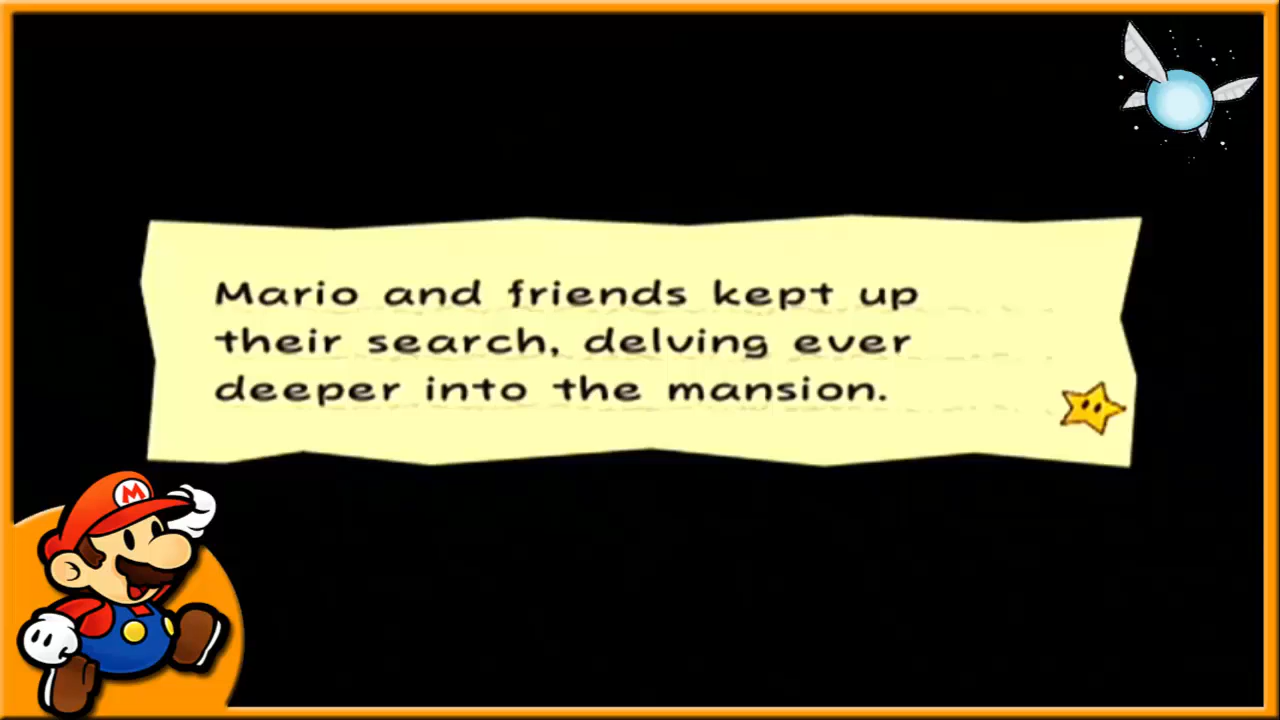 Mario and friends kept up
their search, delving ever
deeper into the mansion.
M